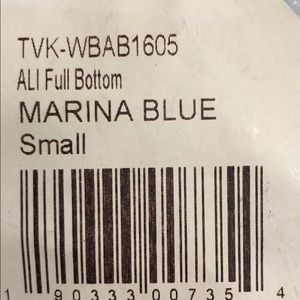 TVK-WBAB1605
ALI Full Bottom
MARINA BLUE
Small
1 90333 00735 4